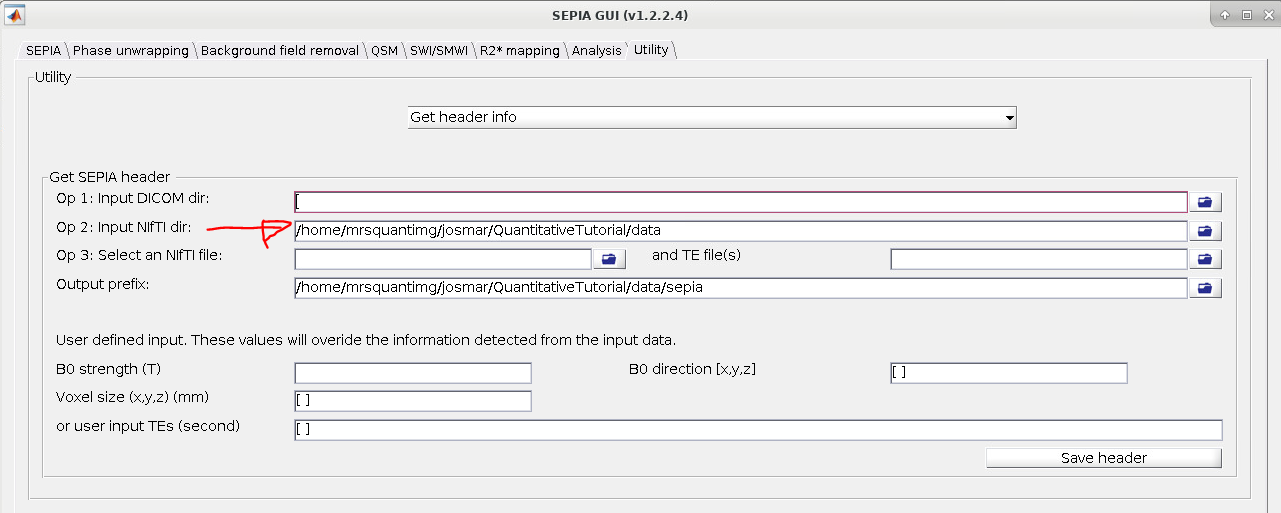 SEPIA GUI (v1.2.2.4)
SEPIA Phase unwrapping Background field removal QSM SWI/SMWI R2* mapping Analysis Utility
Utility
Get header info
Get SEPIA header
Op 1: Input DICOM dir: [
Op 2: Input NIfTI dir: /home/mrsquantimg/josmar/QuantitativeTutorial/data
Op 3: Select an NIfTI file: and TE file(s)
Output prefix: /home/mrsquantimg/josmar/QuantitativeTutorial/data/sepia
User defined input. These values will overide the information detected from the input data.
B0 strength (T) B0 direction [x,y,z] [ ]
Voxel size (x,y,z) (mm) [ ]
or user input TEs (second) [ ]
Save header